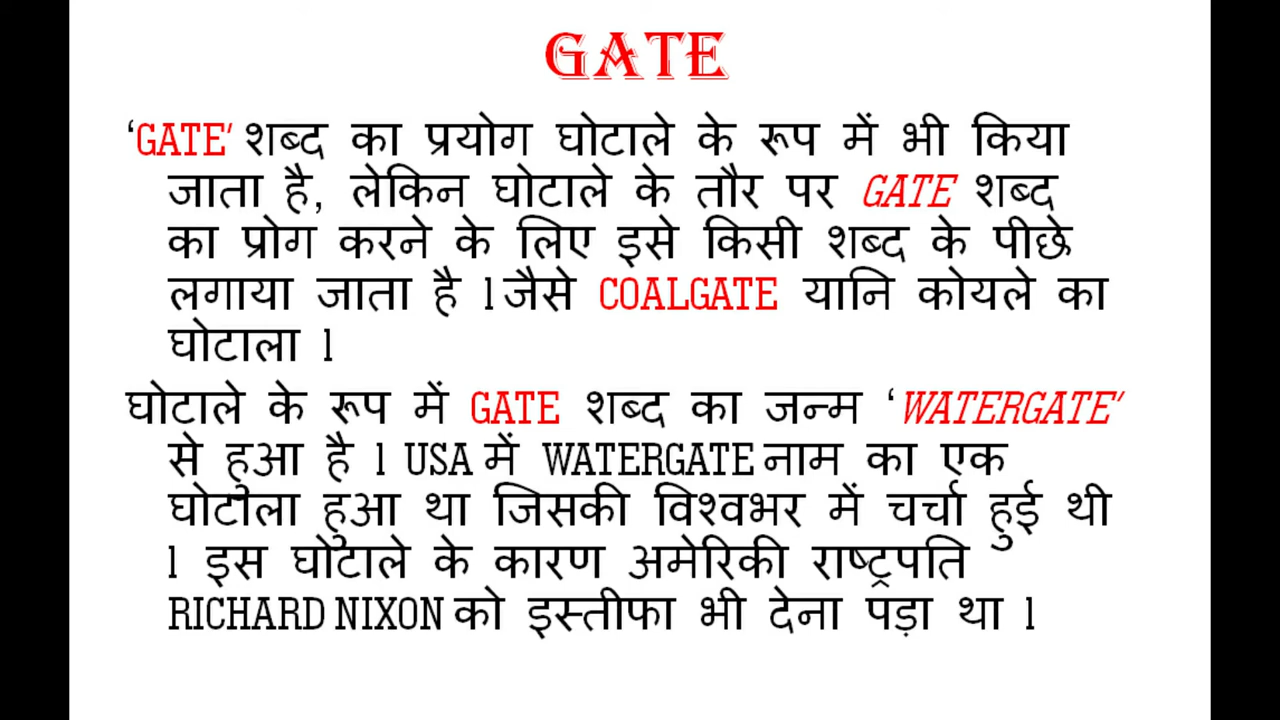 GATE
‘GATE’ शब्द का प्रयोग घोटाले के रूप में भी किया
जाता है, लेकिन घोटाले के तौर पर GATE शब्द
का प्रोग करने के लिए इसे किसी शब्द के पीछे
लगाया जाता है l जैसे COALGATE यानि कोयले का
घोटाला l
घोटाले के रूप में GATE शब्द का जन्म ‘WATERGATE’
से हुआ है l USA में WATERGATE नाम का एक
घोटाला हुआ था जिसकी विश्वभर में चर्चा हुई थी
l इस घोटाले के कारण अमेरिकी राष्ट्रपति
RICHARD NIXON को इस्तीफा भी देना पड़ा था l